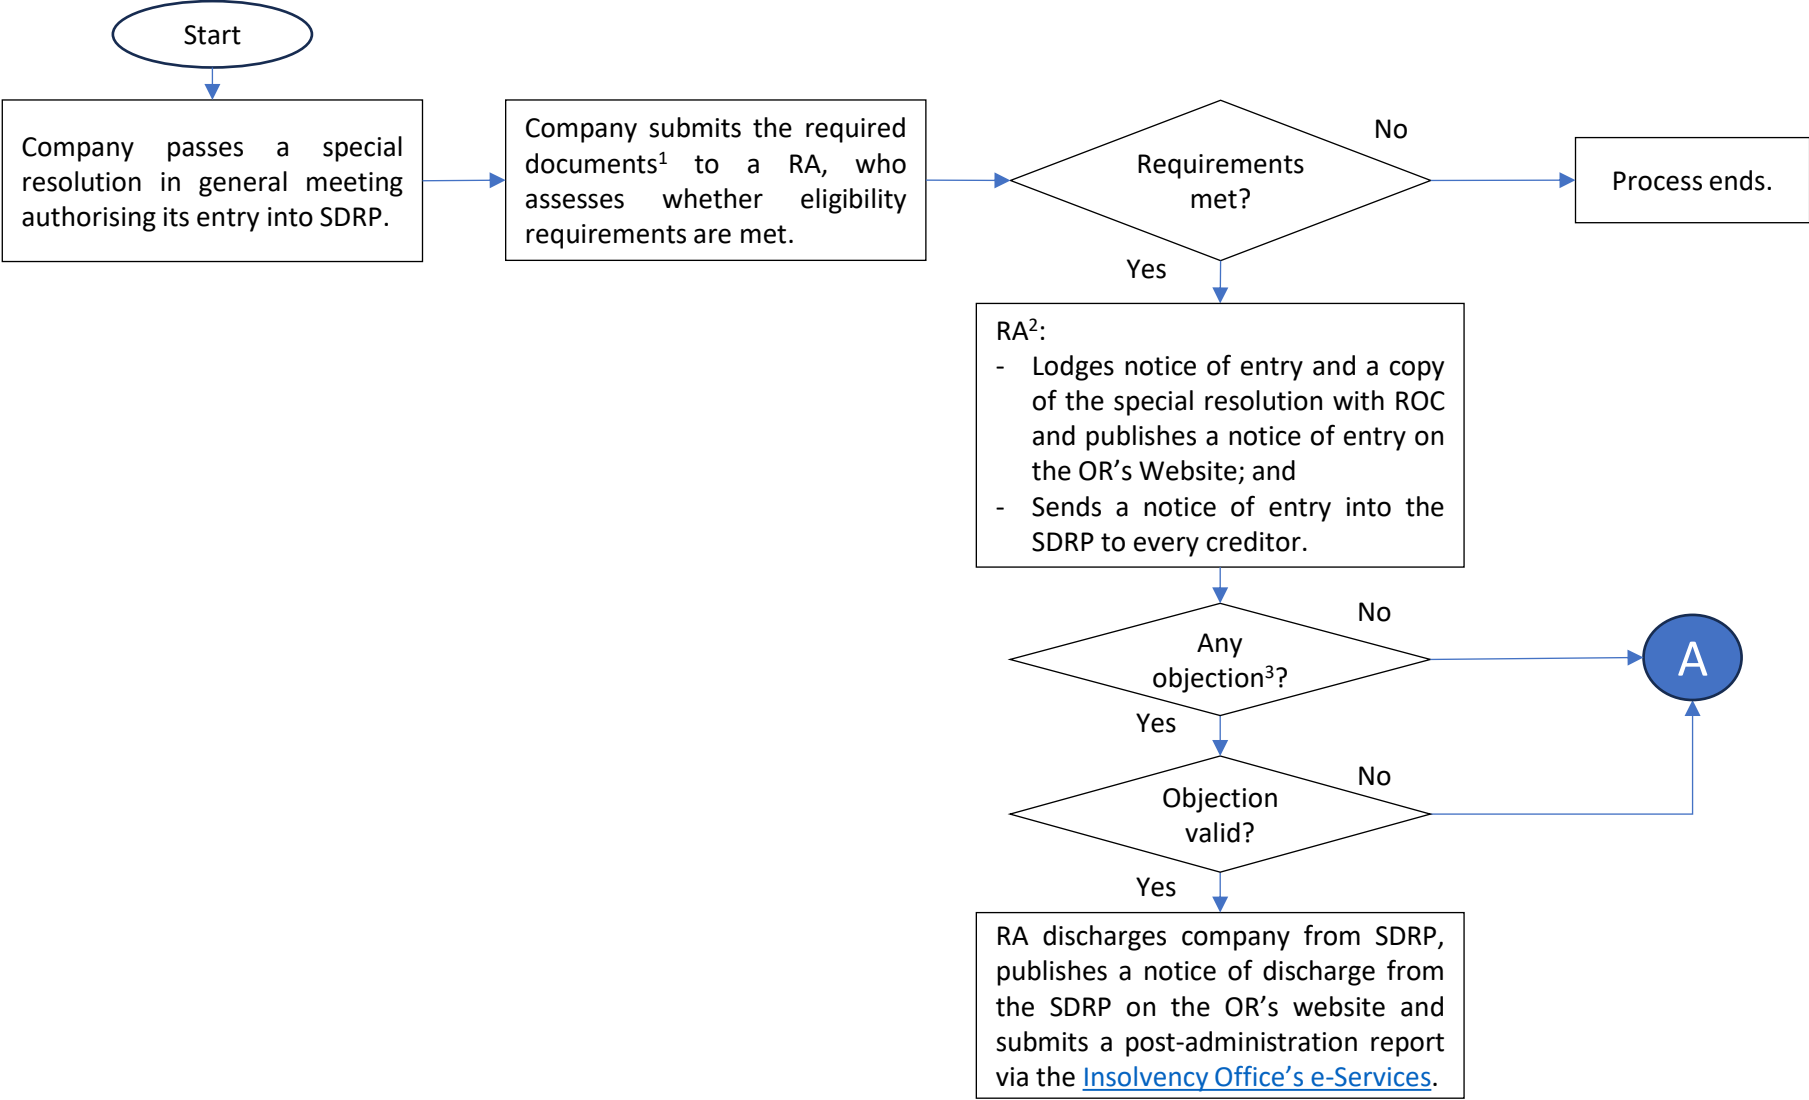 Start
Company passes a special
resolution in general meeting
authorising its entry into SDRP.
Company submits the required
documents¹ to a RA, who
assesses whether eligibility
requirements are met.
Requirements
met?
No
Process ends.
Yes
RA²:
- Lodges notice of entry and a copy
of the special resolution with ROC
and publishes a notice of entry on
the OR’s Website; and
- Sends a notice of entry into the
SDRP to every creditor.
Any
objection³?
No
A
Yes
Objection
valid?
No
Yes
RA discharges company from SDRP,
publishes a notice of discharge from
the SDRP on the OR’s website and
submits a post-administration report
via the Insolvency Office’s e-Services.